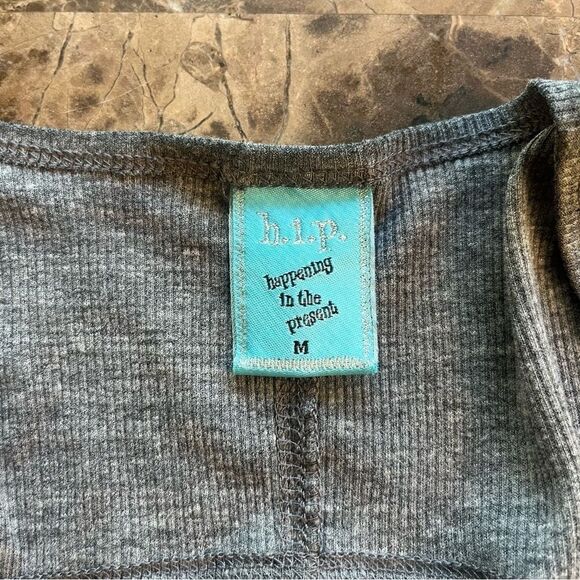 h.i.p.
happening
in the
present
M